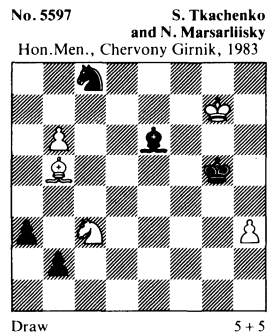 No. 5597 S. Tkachenko
and N. Marsarliisky
Hon.Men., Chervony Girnik, 1983
Draw 5 + 5